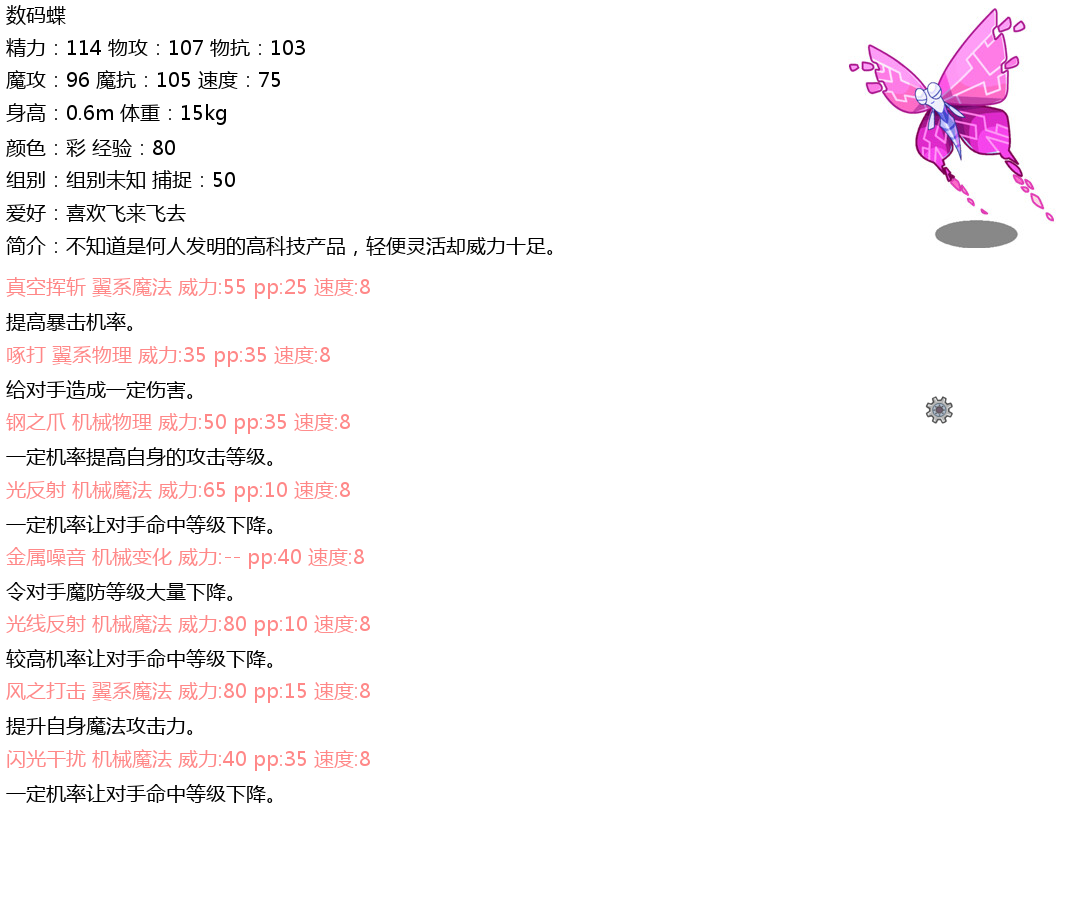 数码蝶
精力：114 物攻：107 物抗：103
魔攻：96 魔抗：105 速度：75
身高：0.6m 体重：15kg
颜色：彩 经验：80
组别：组别未知 捕捉：50
爱好：喜欢飞来飞去
简介：不知道是何人发明的高科技产品，轻便灵活却威力十足。
真空挥斩 翼系魔法 威力:55 pp:25 速度:8
提高暴击机率。
啄打 翼系物理 威力:35 pp:35 速度:8
给对手造成一定伤害。
钢之爪 机械物理 威力:50 pp:35 速度:8
一定机率提高自身的攻击等级。
光反射 机械魔法 威力:65 pp:10 速度:8
一定机率让对手命中等级下降。
金属噪音 机械变化 威力:-- pp:40 速度:8
令对手魔防等级大量下降。
光线反射 机械魔法 威力:80 pp:10 速度:8
较高机率让对手命中等级下降。
风之打击 翼系魔法 威力:80 pp:15 速度:8
提升自身魔法攻击力。
闪光干扰 机械魔法 威力:40 pp:35 速度:8
一定机率让对手命中等级下降。